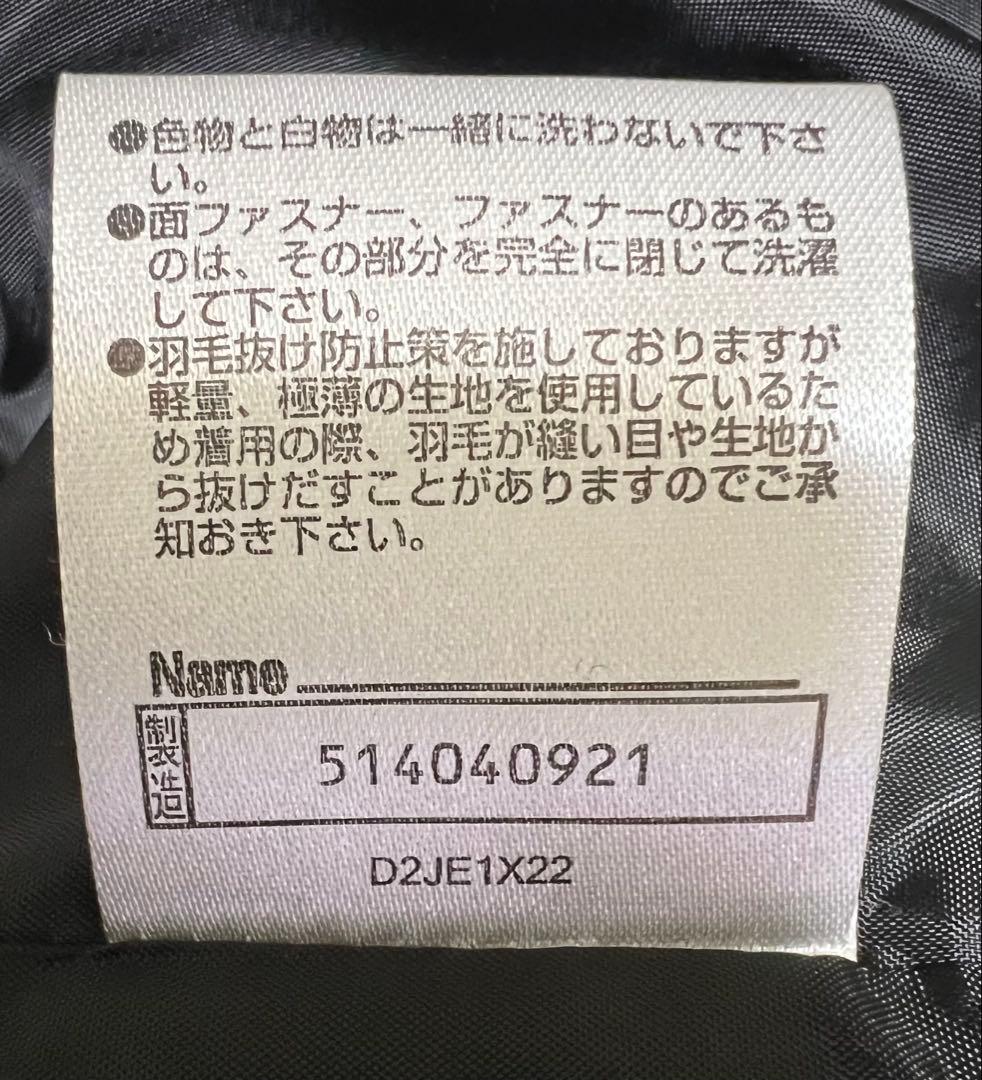 ●色物と白物は一緒に洗わないで下さ
い。
●面ファスナー、ファスナーのあるも
のは、その部分を完全に閉じて洗濯
して下さい。
●羽毛抜け防止策を施しておりますが
軽量、極薄の生地を使用しているた
め着用の際、羽毛が縫い目や生地か
ら抜けだすことがありますのでご承
知おき下さい。
Name
製造
514040921
D2JE1X22